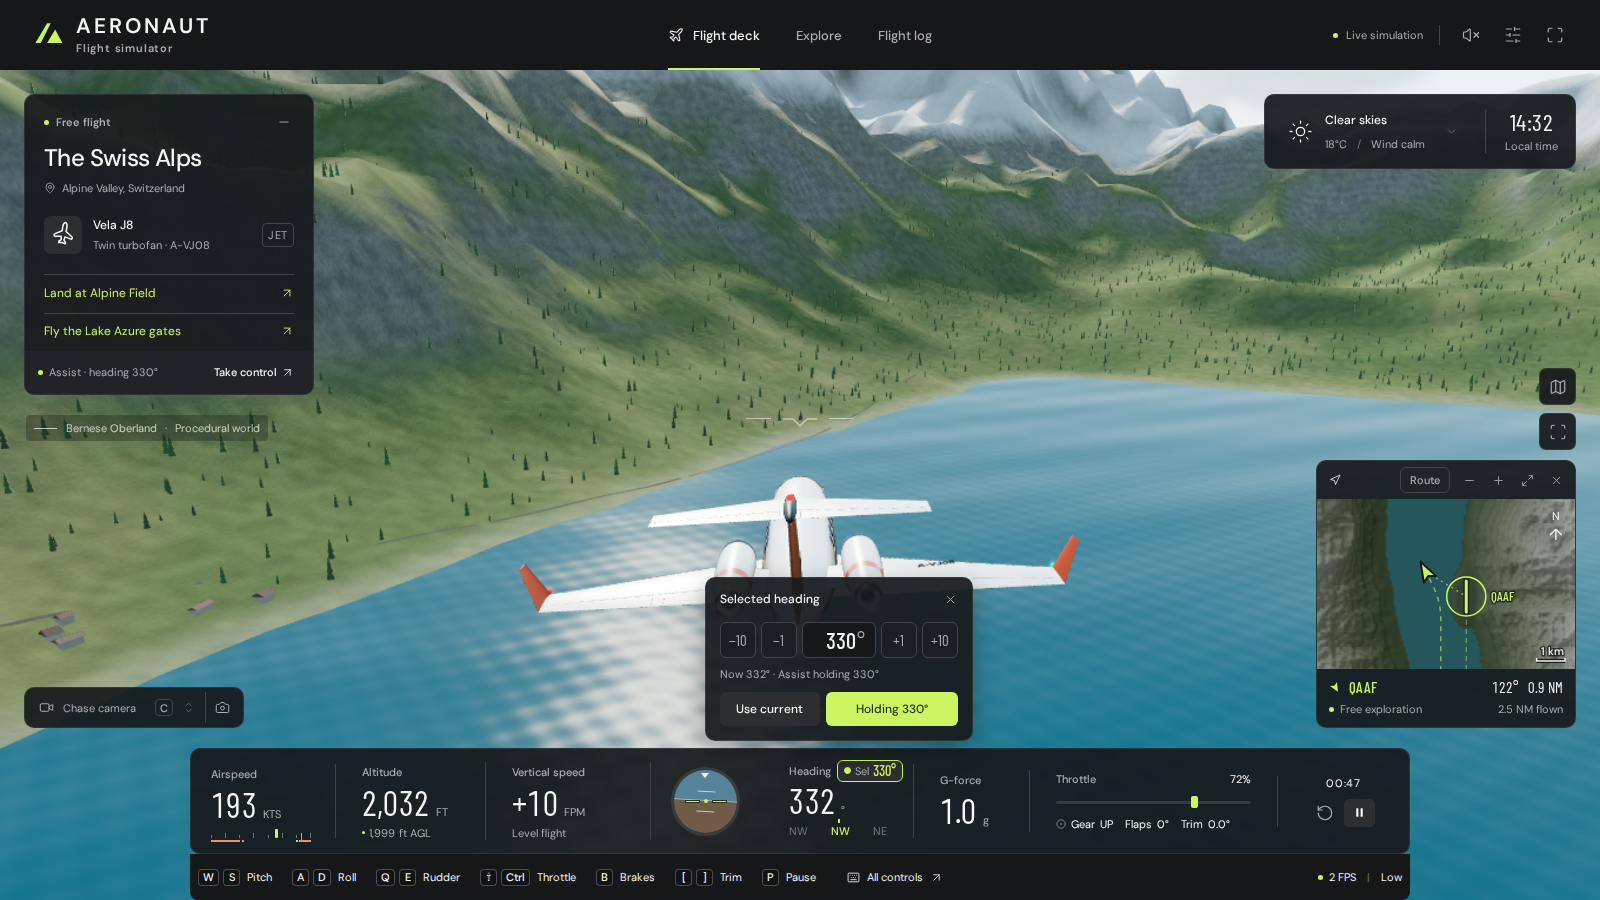 AERONAUT
Flight simulator
Flight deck
Explore
Flight log
Live simulation
Free flight
The Swiss Alps
Alpine Valley, Switzerland
Vela J8
Twin turbofan · A-VJ08
JET
Land at Alpine Field
Fly the Lake Azure gates
Assist · heading 330°
Take control
Bernese Oberland · Procedural world
Clear skies
18°C / Wind calm
14:32
Local time
Selected heading
−10
−1
330°
+1
+10
Now 332° · Assist holding 330°
Use current
Holding 330°
Route
N
QAAF
1 km
QAAF
122° 0.9 NM
Free exploration
2.5 NM flown
Chase camera
C
Airspeed
193 KTS
Altitude
2,032 FT
1,999 ft AGL
Vertical speed
+10 FPM
Level flight
Heading
Sel 330°
332°
NW NW NE
G-force
1.0 g
Throttle
72%
Gear UP Flaps 0° Trim 0.0°
00:47
W S Pitch
A D Roll
Q E Rudder
⇧ Ctrl Throttle
B Brakes
[ ] Trim
P Pause
All controls
2 FPS | Low